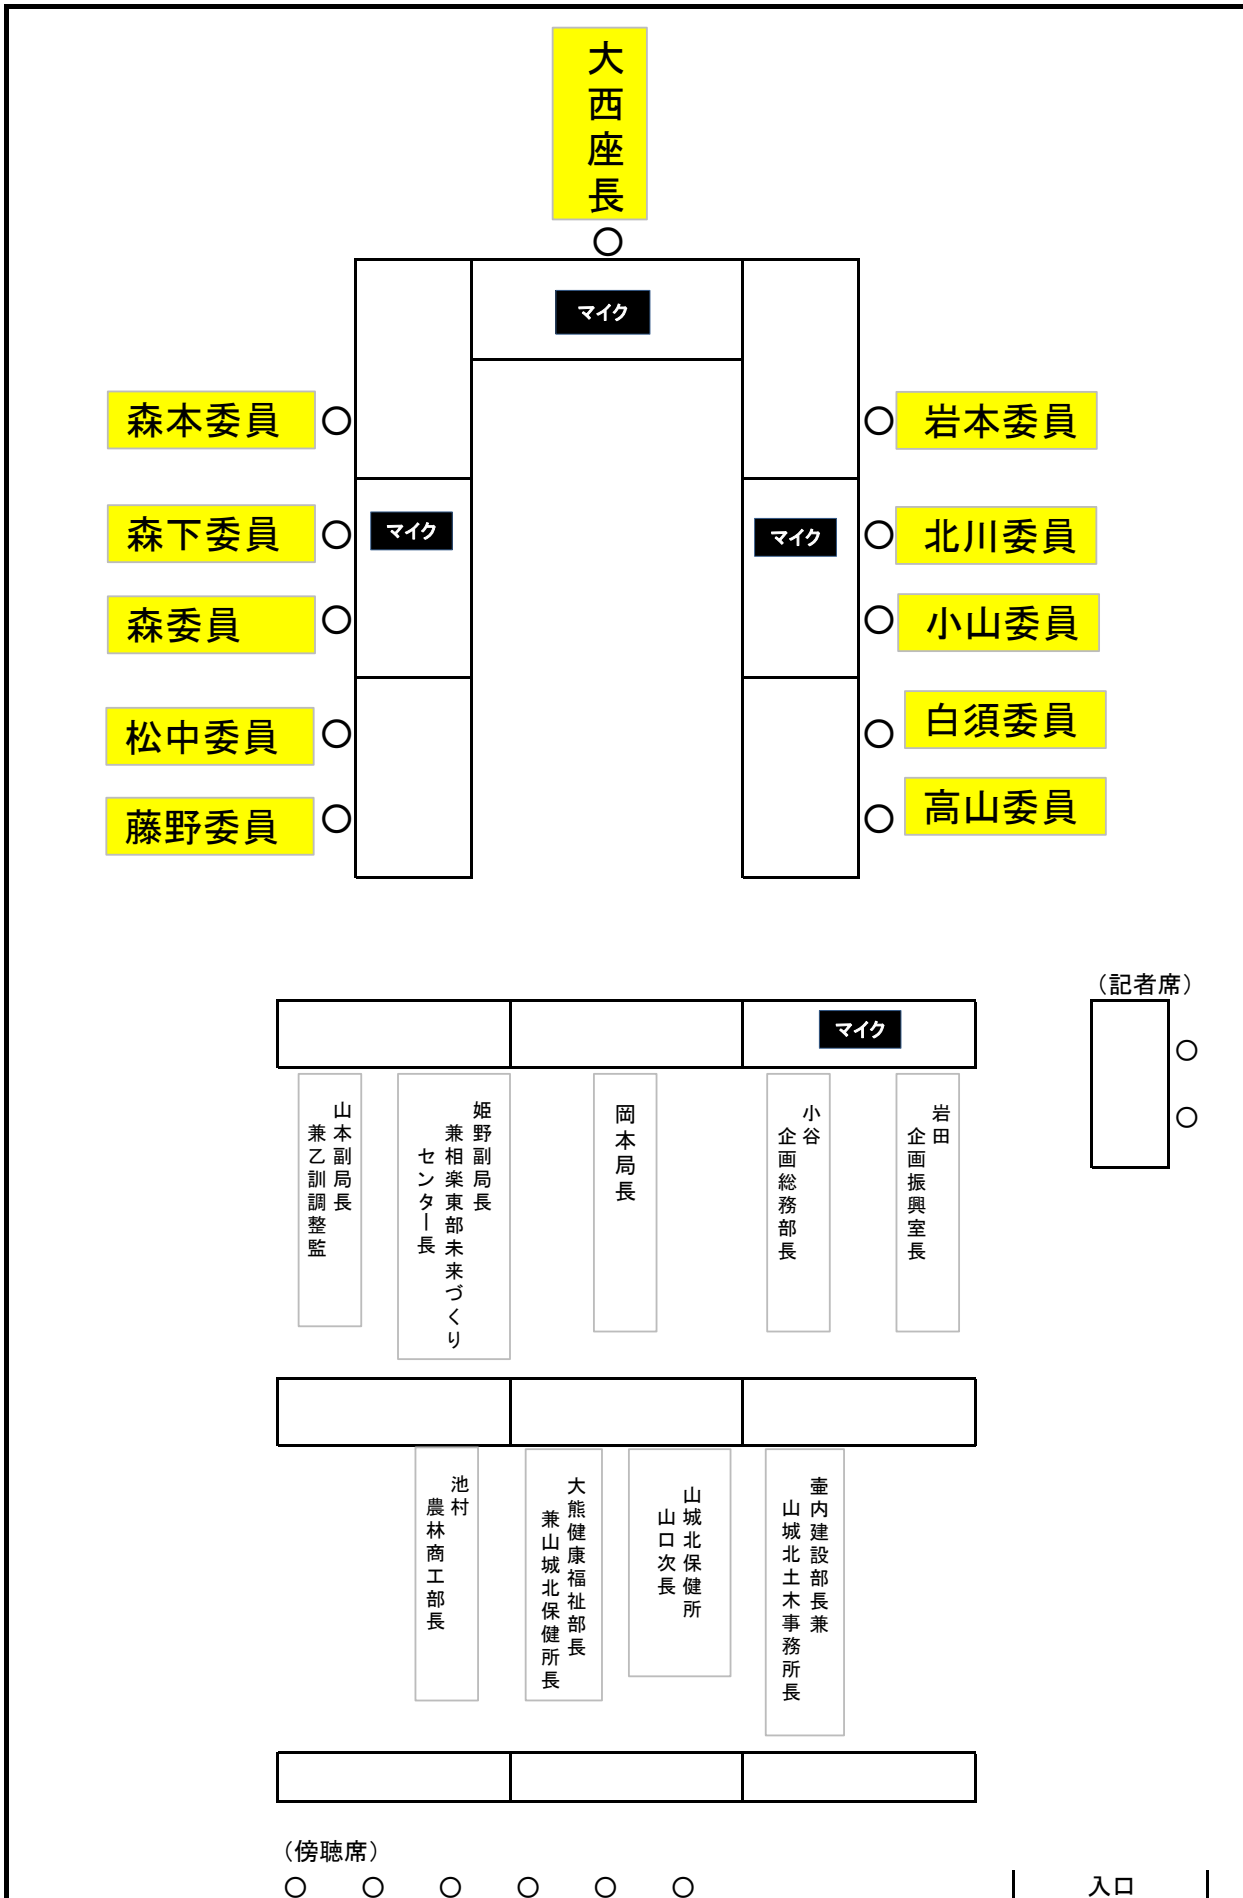 大西座長
マイク
森本委員
岩本委員
森下委員
マイク
マイク
北川委員
森委員
小山委員
松中委員
白須委員
藤野委員
高山委員
（記者席）
マイク
山本副局長
兼乙訓調整監
姫野副局長
兼相楽東部未来づくり
センター長
岡本局長
小谷
企画総務部長
岩田
企画振興室長
池村
農林商工部長
大熊健康福祉部長
兼山城北保健所長
山城北保健所
山口次長
壷内建設部長兼
山城北土木事務所長
（傍聴席）
入口